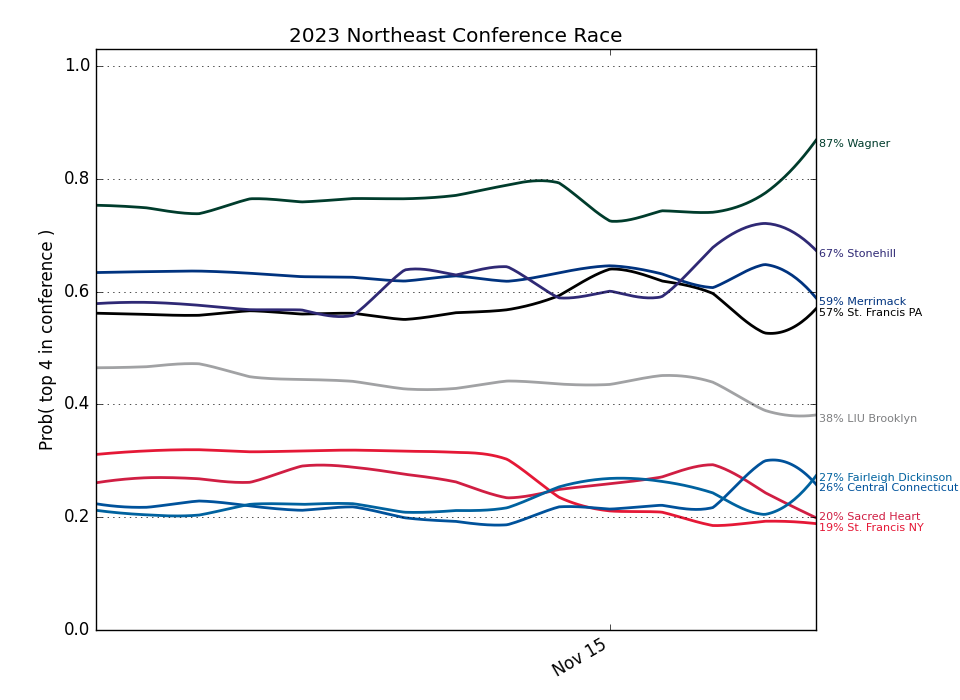 2023 Northeast Conference Race
Prob( top 4 in conference )
1.0
0.8
0.6
0.4
0.2
0.0
Nov 15
87% Wagner
67% Stonehill
59% Merrimack
57% St. Francis PA
38% LIU Brooklyn
27% Fairleigh Dickinson
26% Central Connecticut
20% Sacred Heart
19% St. Francis NY